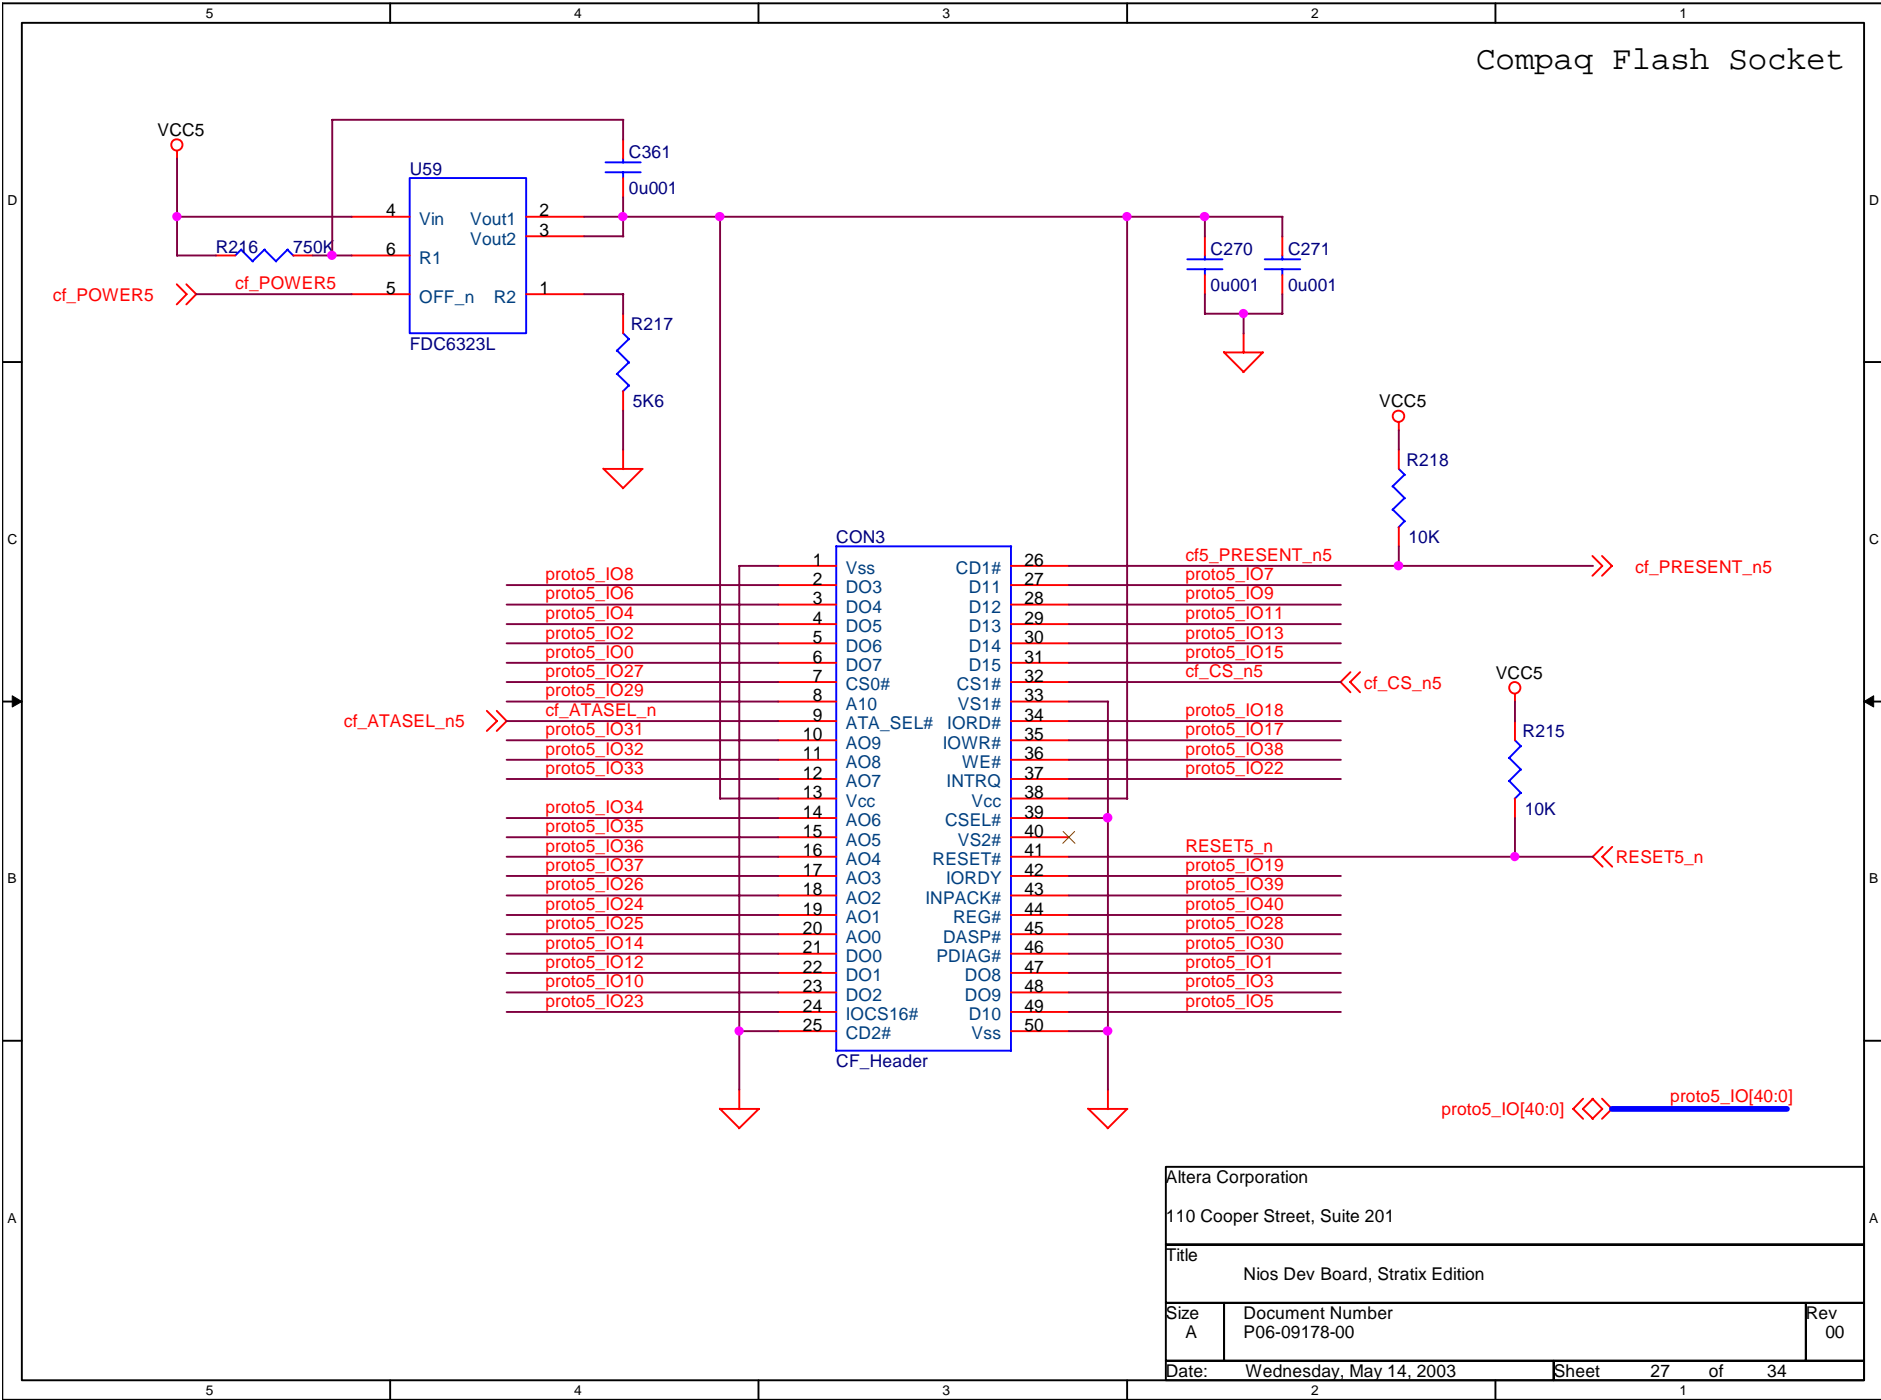 5 4 3 2 1
Compaq Flash Socket
VCC5
C361
0u001
U59
D
D
4 Vin Vout1 2
Vout2 3
R216 750K
6 R1
cf_POWER5 cf_POWER5
5 OFF_n R2 1
FDC6323L
C270 C271
0u001 0u001
R217
5K6
VCC5
R218
10K
C
C
CON3
1 Vss CD1# 26 cf5_PRESENT_n5 cf_PRESENT_n5
proto5_IO8 2 DO3 D11 27 proto5_IO7
proto5_IO6 3 DO4 D12 28 proto5_IO9
proto5_IO4 4 DO5 D13 29 proto5_IO11
proto5_IO2 5 DO6 D14 30 proto5_IO13
proto5_IO0 6 DO7 D15 31 proto5_IO15
proto5_IO27 7 CS0# CS1# 32 cf_CS_n5 cf_CS_n5
proto5_IO29 8 A10 VS1# 33
cf_ATASEL_n5 cf_ATASEL_n 9 ATA_SEL# IORD# 34 proto5_IO18
proto5_IO31 10 AO9 IOWR# 35 proto5_IO17
proto5_IO32 11 AO8 WE# 36 proto5_IO38
proto5_IO33 12 AO7 INTRQ 37 proto5_IO22
13 Vcc Vcc 38
proto5_IO34 14 AO6 CSEL# 39
proto5_IO35 15 AO5 VS2# 40
proto5_IO36 16 AO4 RESET# 41 RESET5_n RESET5_n
proto5_IO37 17 AO3 IORDY 42 proto5_IO19
proto5_IO26 18 AO2 INPACK# 43 proto5_IO39
proto5_IO24 19 AO1 REG# 44 proto5_IO40
proto5_IO25 20 AO0 DASP# 45 proto5_IO28
proto5_IO14 21 DO0 PDIAG# 46 proto5_IO30
proto5_IO12 22 DO1 DO8 47 proto5_IO1
proto5_IO10 23 DO2 DO9 48 proto5_IO3
proto5_IO23 24 IOCS16# D10 49 proto5_IO5
25 CD2# Vss 50
CF_Header
VCC5
R215
10K
B
B
proto5_IO[40:0] proto5_IO[40:0]
A
A
Altera Corporation
110 Cooper Street, Suite 201
Title
Nios Dev Board, Stratix Edition
Size Document Number Rev
A P06-09178-00 00
Date: Wednesday, May 14, 2003 Sheet 27 of 34
5 4 3 2 1